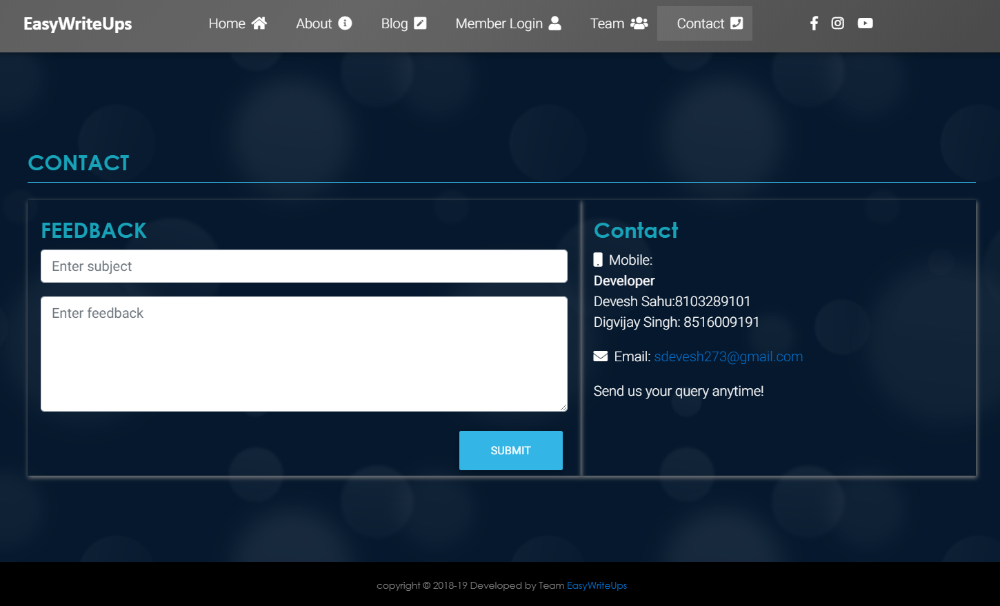 EasyWriteUps
Home
About
Blog
Member Login
Team
Contact
CONTACT
FEEDBACK
Enter subject
Enter feedback
SUBMIT
Contact
Mobile:
Developer
Devesh Sahu:8103289101
Digvijay Singh: 8516009191
Email: sdevesh273@gmail.com
Send us your query anytime!
copyright © 2018-19 Developed by Team EasyWriteUps